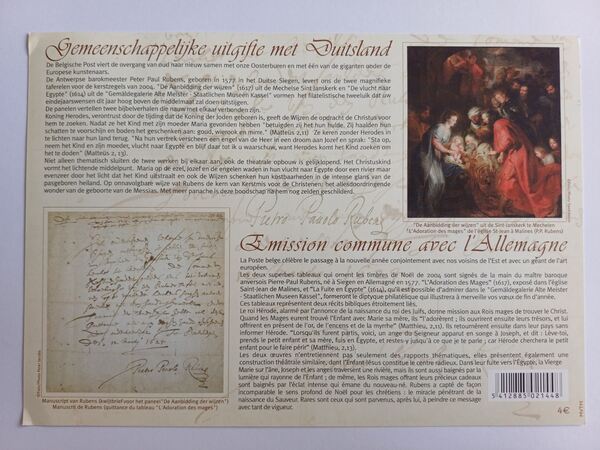 Gemeenschappelijke uitgifte met Duitsland
De Belgische Post viert de overgang van oud naar nieuw samen met onze Oosterburen en met één van de giganten onder de
Europese kunstenaars.
De Antwerpse barokmeester Peter Paul Rubens, geboren in 1577 in het Duitse Siegen, levert ons de twee magnifieke
taferelen voor de kerstzegels van 2004. "De Aanbidding der wijzen" (1617) uit de Mechelse Sint Janskerk en "De vlucht naar
Egypte" (1614) uit de "Gemäldegalerie Alte Meister - Staatlichen Museen Kassel" vormen het filatelistische tweeluik dat uw
eindejaarswensen dit jaar hoog boven de middelmaat zal doen uitstijgen.
De panelen vertellen twee bijbelverhalen die nauw met elkaar verbonden zijn.
Koning Herodes, verontrust door de tijding dat de Koning der Joden geboren is, geeft de Wijzen de opdracht de Christus voor
hem te zoeken. Nadat ze het Kind met zijn moeder Maria gevonden hebben "betuigden zij het hun hulde. Zij haalden hun
schatten te voorschijn en boden het geschenken aan: goud, wierook en mirre." (Matteüs 2,11) De Wijzen gaan echter Herodes niet
te lichten naar hun land terug. "Na hun vertrek verscheen een engel van de Heer in een droom aan Jozef en sprak: "Sta op,
neem het Kind en zijn moeder, vlucht naar Egypte en blijf daar tot ik u waarschuw, want Herodes komt het Kind zoeken om
het te doden" (Matteüs 2, 13).
Niet alleen thematisch sluiten de twee werken bij elkaar aan, ook de theatrale opbouw is gelijklopend. Het Christuskind
vormt het lichtende middelpunt. Maria op de ezel, Jozef en de engelen waden in hun vlucht naar Egypte door een rivier maar
evenzeer door het licht dat het Kind uitstraalt en ook de Wijzen schenken hun kostbaarheden in de intense glans van de
pasgeboren heiland. Op onnavolgbare wijze vat Rubens de kern van Kerstmis voor de Christenen: het allesdoordringende
wonder van de geboorte van de Messias. Met meer panache is deze boodschap nadien nog zelden geschilderd.
"De Aanbidding der wijzen" uit de Sint-Janskerk te Mechelen
"L'Adoration des mages" de l'église St-Jean à Malines (P.P. Rubens)
Pietro Pauolo Rubens
Emission commune avec l'Allemagne
La Poste belge célèbre le passage à la nouvelle année conjointement avec nos voisins de l'Est et avec un géant de l'art
européen.
Les deux superbes tableaux qui ornent les timbres de Noël de 2004 sont signés de la main du maître baroque
anversois Pierre-Paul Rubens, né à Siegen en Allemagne en 1577. "L'Adoration des Mages" (1617), exposé dans l'église
Saint-Jean de Malines, et "La Fuite en Egypte" (1614), qu'il est possible d'admirer dans la "Gemäldegalerie Alte Meister -
Staatlichen Museen Kassel", formeront le diptyque philatélique qui illustrera à merveille vos vœux de fin d'année.
Ces tableaux représentent deux récits bibliques étroitement liés.
Le roi Hérode, alarmé par l'annonce de la naissance du roi des Juifs, donne mission aux Rois mages de trouver le Christ.
Quand les Mages eurent trouvé l'Enfant avec Marie sa mère, ils "l'adorèrent ; ils ouvrirent ensuite leurs trésors, et lui
offrirent en présent de l'or, de l'encens et de la myrrhe" (Matthieu, 2,11). Ils retournèrent ensuite dans leur pays sans
informer Hérode. "Lorsqu'ils furent partis, voici, un ange du Seigneur apparut en songe à Joseph, et dit : Lève-toi,
prends le petit enfant et sa mère, fuis en Égypte, et restes-y jusqu'à ce que je te parle ; car Hérode cherchera le petit
enfant pour le faire périr" (Matthieu, 2,13).
Les deux œuvres n'entretiennent pas seulement des rapports thématiques, elles présentent également une
construction théâtrale similaire, dont l'Enfant-Jésus constitue le centre radieux. Dans leur fuite vers l'Egypte, la Vierge
Marie sur l'âne, Joseph et les anges traversent une rivière, mais ils sont aussi baignés par la
lumière qui rayonne de l'Enfant ; de même, les Rois mages offrant leurs précieux cadeaux
sont baignés par l'éclat intense qui émane du nouveau-né. Rubens a capté de façon
incomparable le sens profond de Noël pour les chrétiens : le miracle pénétrant de la
naissance du Sauveur. Rares sont ceux qui parvenus, après lui, à peindre ce message
avec tant de vigueur.
Pietro Pauolo Rubens
Manuscript van Rubens (kwijtbrief voor het paneel "De Aanbidding der wijzen")
Manuscrit de Rubens (quittance du tableau "L'Adoration des mages")
5 412885 021448
4€